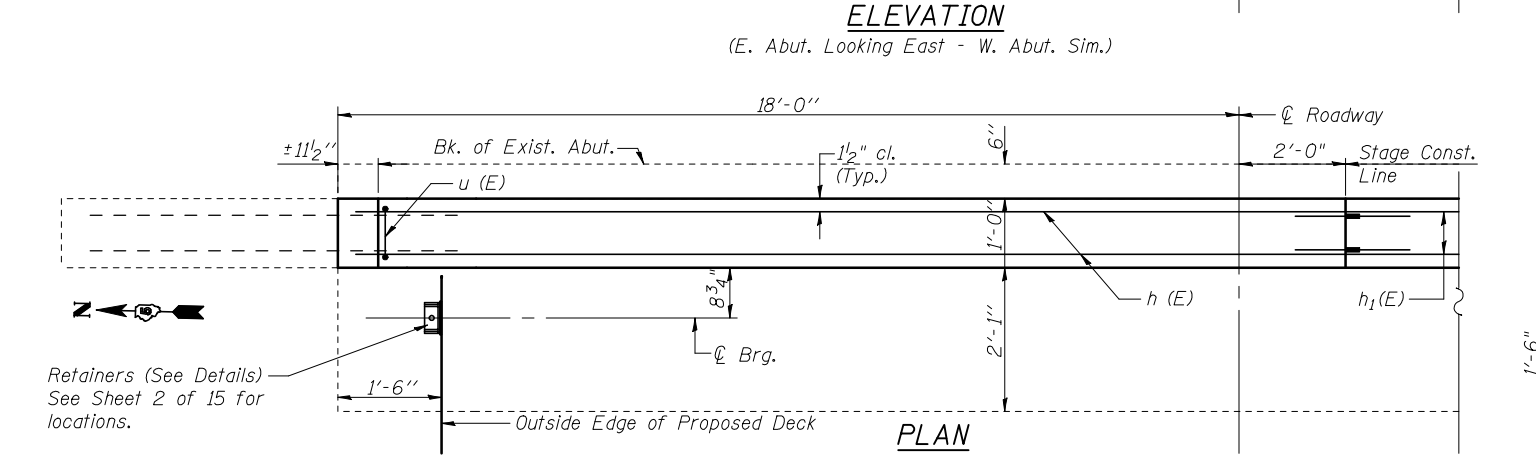 ELEVATION
(E. Abut. Looking East - W. Abut. Sim.)
18'-0"
℄ Roadway
±11½"
Bk. of Exist. Abut.
1½" cl.
(Typ.)
6"
2'-0"
Stage Const.
Line
u (E)
1'-0"
8¾"
h (E)
h₁(E)
N
2'-1"
℄ Brg.
1'-6"
Retainers (See Details)
See Sheet 2 of 15 for
locations.
1'-6"
Outside Edge of Proposed Deck
PLAN